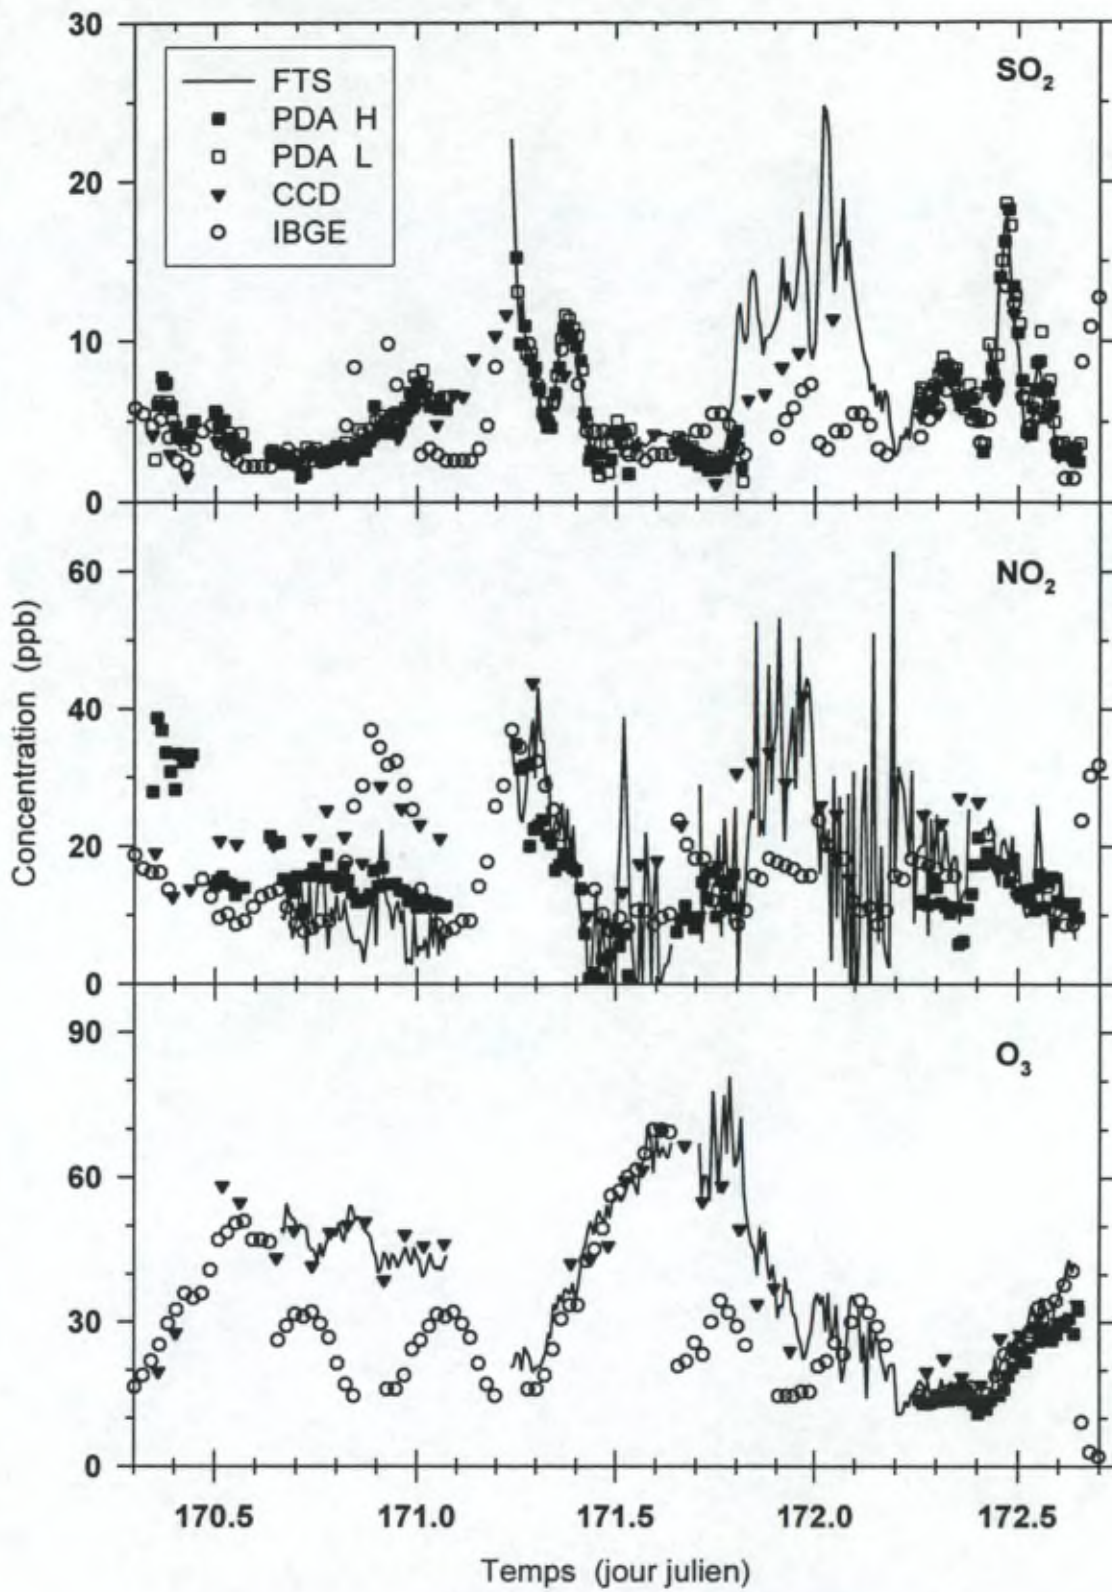 30
SO2
FTS
PDA H
PDA L
CCD
IBGE
20
10
0
NO2
60
40
20
0
Concentration (ppb)
90
O3
60
30
0
170.5 171.0 171.5 172.0 172.5
Temps (jour julien)